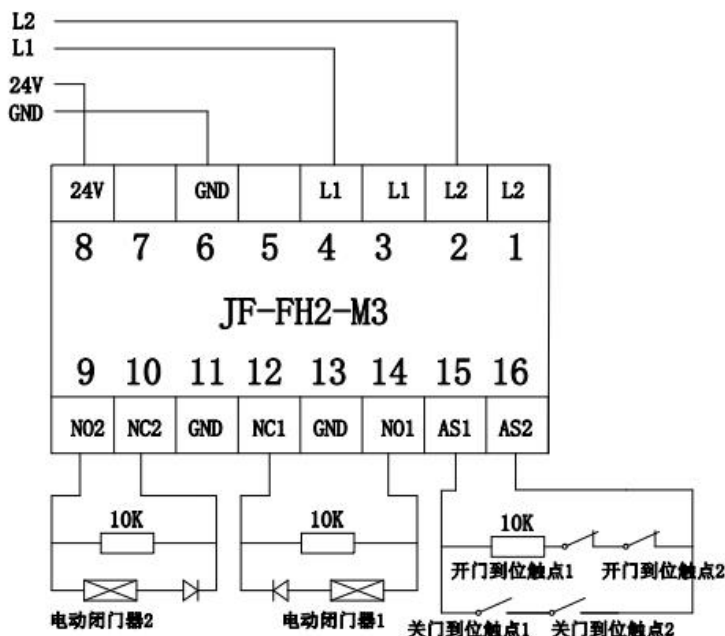 L2
L1
24V
GND
24V GND L1 L1 L2 L2
8 7 6 5 4 3 2 1
JF-FH2-M3
9 10 11 12 13 14 15 16
NO2 NC2 GND NC1 GND NO1 AS1 AS2
10K 10K 10K
开门到位触点1 开门到位触点2
电动闭门器2 电动闭门器1 关门到位触点1 关门到位触点2